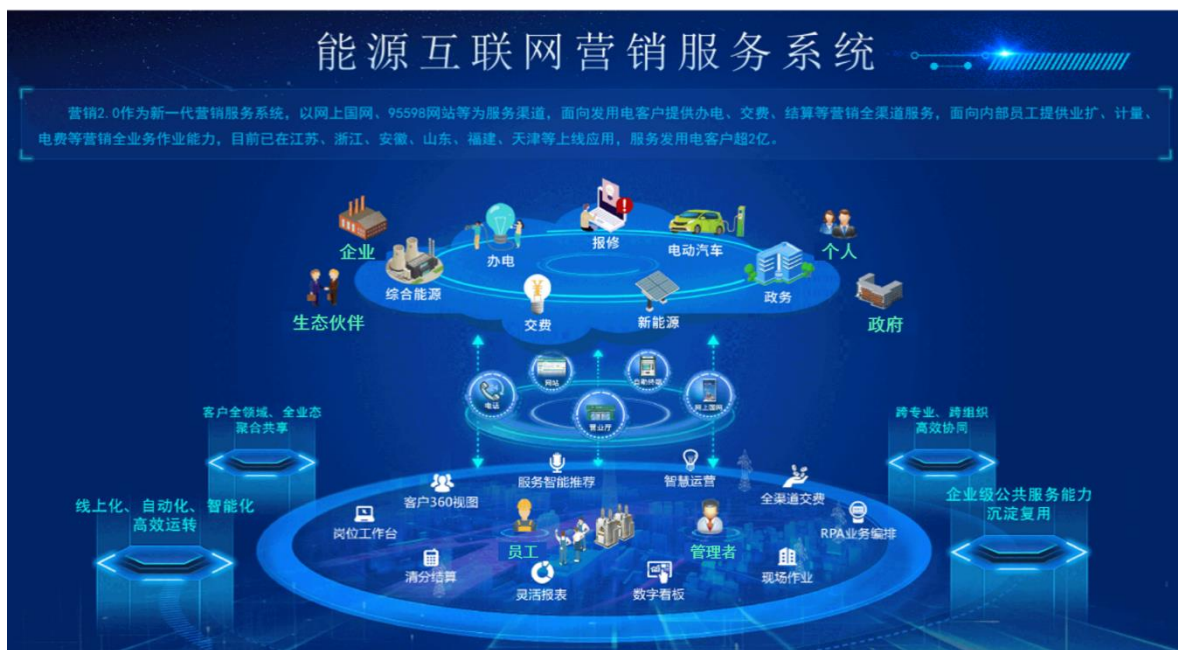 能源互联网营销服务系统
营销2.0作为新一代营销服务系统，以网上国网、95598网站等为服务渠道，面向发用电客户提供办电、交费、结算等营销全渠道服务，面向内部员工提供业扩、计量、
电费等营销全业务作业能力，目前已在江苏、浙江、安徽、山东、福建、天津等上线应用，服务发用电客户超2亿。
企业
办电
报修
电动汽车
个人
综合能源
政务
生态伙伴
交费
新能源
政府
网站
自助终端
电话
营业厅
网上国网
客户全领域、全业态
聚合共享
跨专业、跨组织
高效协同
服务智能推荐
智慧运营
客户360视图
全渠道交费
线上化、自动化、智能化
高效运转
企业级公共服务能力
沉淀复用
岗位工作台
员工
管理者
RPA业务编排
清分结算
灵活报表
数字看板
现场作业